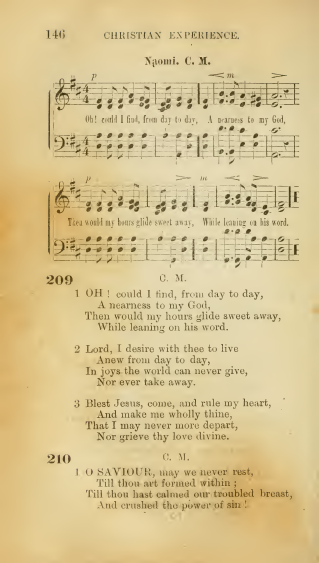 146 CHRISTIAN EXPERIENCE.
Naomi. C. M.
p m
Oh! could I find, from day to day, A nearness to my God,
p m
Then would my hours glide sweet away, While leaning on his word.
209 C. M.
1 OH! could I find, from day to day,
A nearness to my God,
Then would my hours glide sweet away,
While leaning on his word.
2 Lord, I desire with thee to live
Anew from day to day,
In joys the world can never give,
Nor ever take away.
3 Blest Jesus, come, and rule my heart,
And make me wholly thine,
That I may never more depart,
Nor grieve thy love divine.
210 C. M.
1 O SAVIOUR, may we never rest,
Till thou art formed within;
Till thou hast calmed our troubled breast,
And crushed the power of sin!